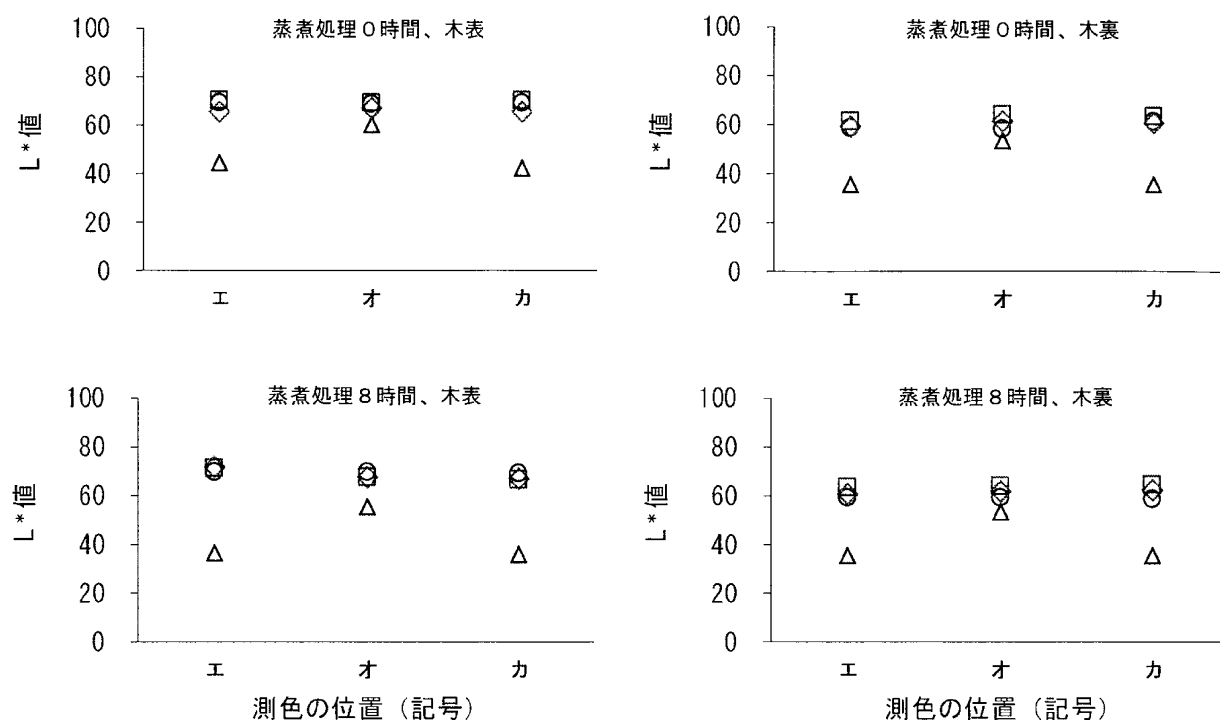 蒸煮処理０時間、木表
100
80
60
40
20
0
L*値
エ
オ
カ
蒸煮処理０時間、木裏
100
80
60
40
20
0
L*値
エ
オ
カ
蒸煮処理８時間、木表
100
80
60
40
20
0
L*値
エ
オ
カ
測色の位置（記号）
蒸煮処理８時間、木裏
100
80
60
40
20
0
L*値
エ
オ
カ
測色の位置（記号）